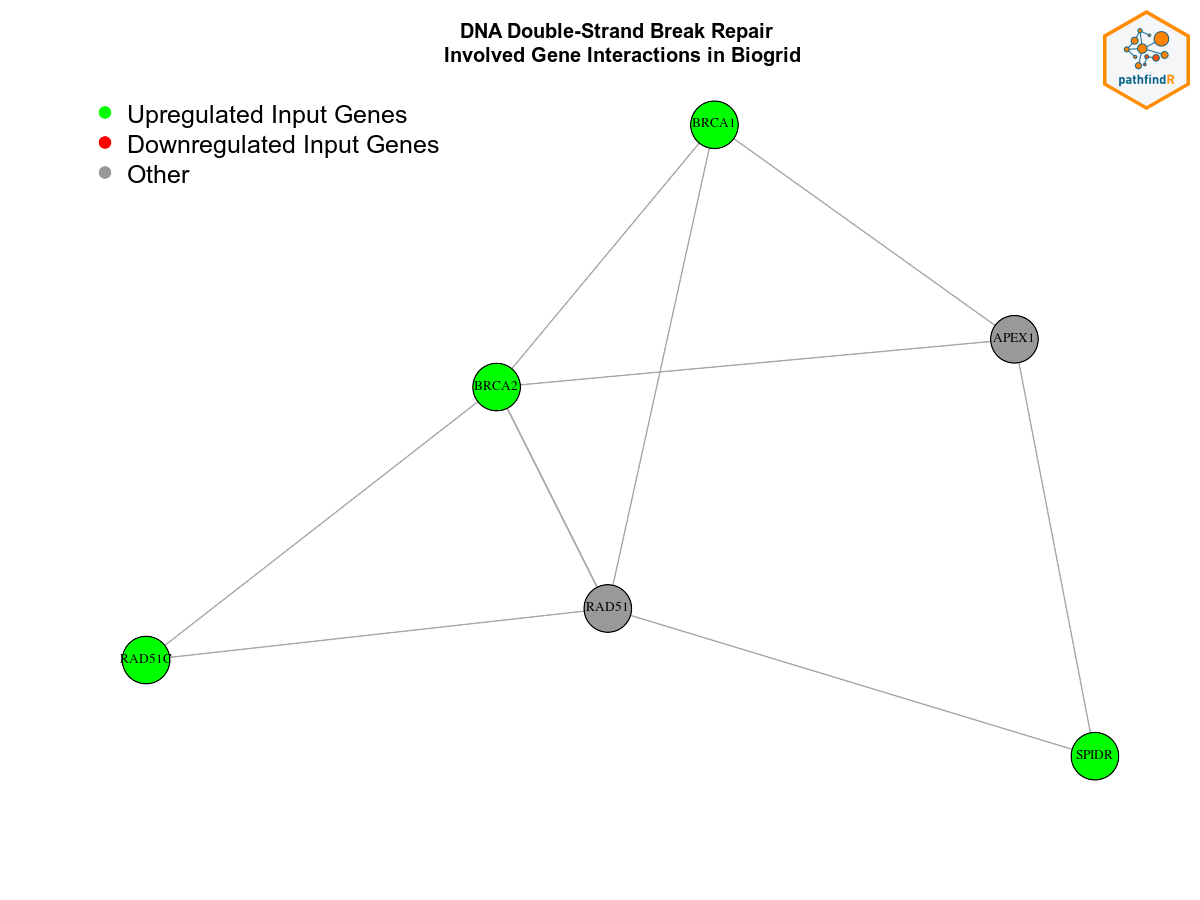 DNA Double-Strand Break Repair
Involved Gene Interactions in Biogrid
pathfindR
Upregulated Input Genes
Downregulated Input Genes
Other
BRCA1
APEX1
BRCA2
RAD51
RAD51C
SPIDR